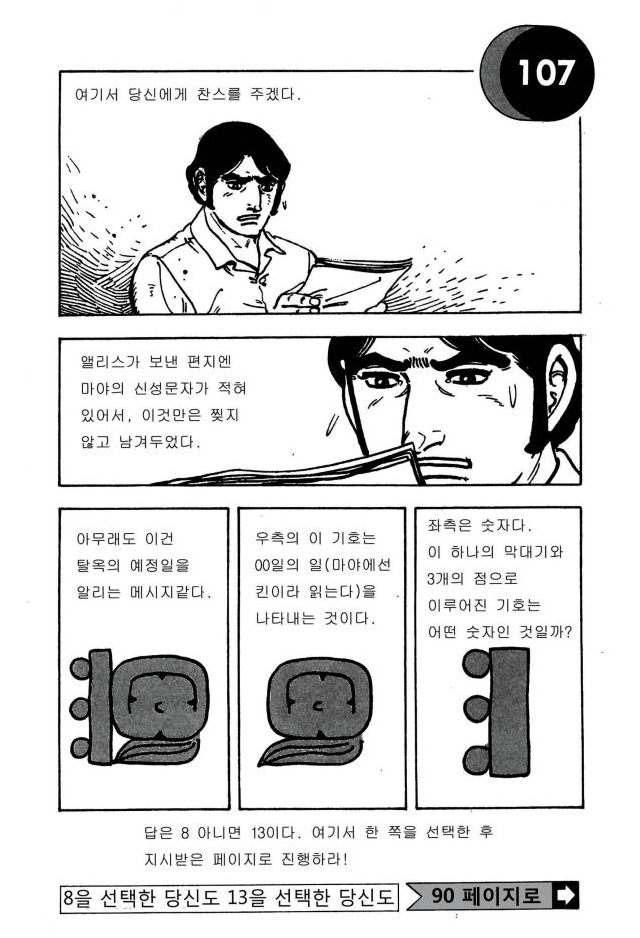 107
여기서 당신에게 찬스를 주겠다.
앨리스가 보낸 편지엔
마야의 신성문자가 적혀
있어서, 이것만은 찢지
않고 남겨두었다.
아무래도 이건
탈옥의 예정일을
알리는 메시지같다.
우측의 이 기호는
00일의 일(마야에선
킨이라 읽는다)을
나타내는 것이다.
좌측은 숫자다.
이 하나의 막대기와
3개의 점으로
이루어진 기호는
어떤 숫자인 것일까?
답은 8 아니면 13이다. 여기서 한 쪽을 선택한 후
지시받은 페이지로 진행하라!
8을 선택한 당신도 13을 선택한 당신도 90 페이지로